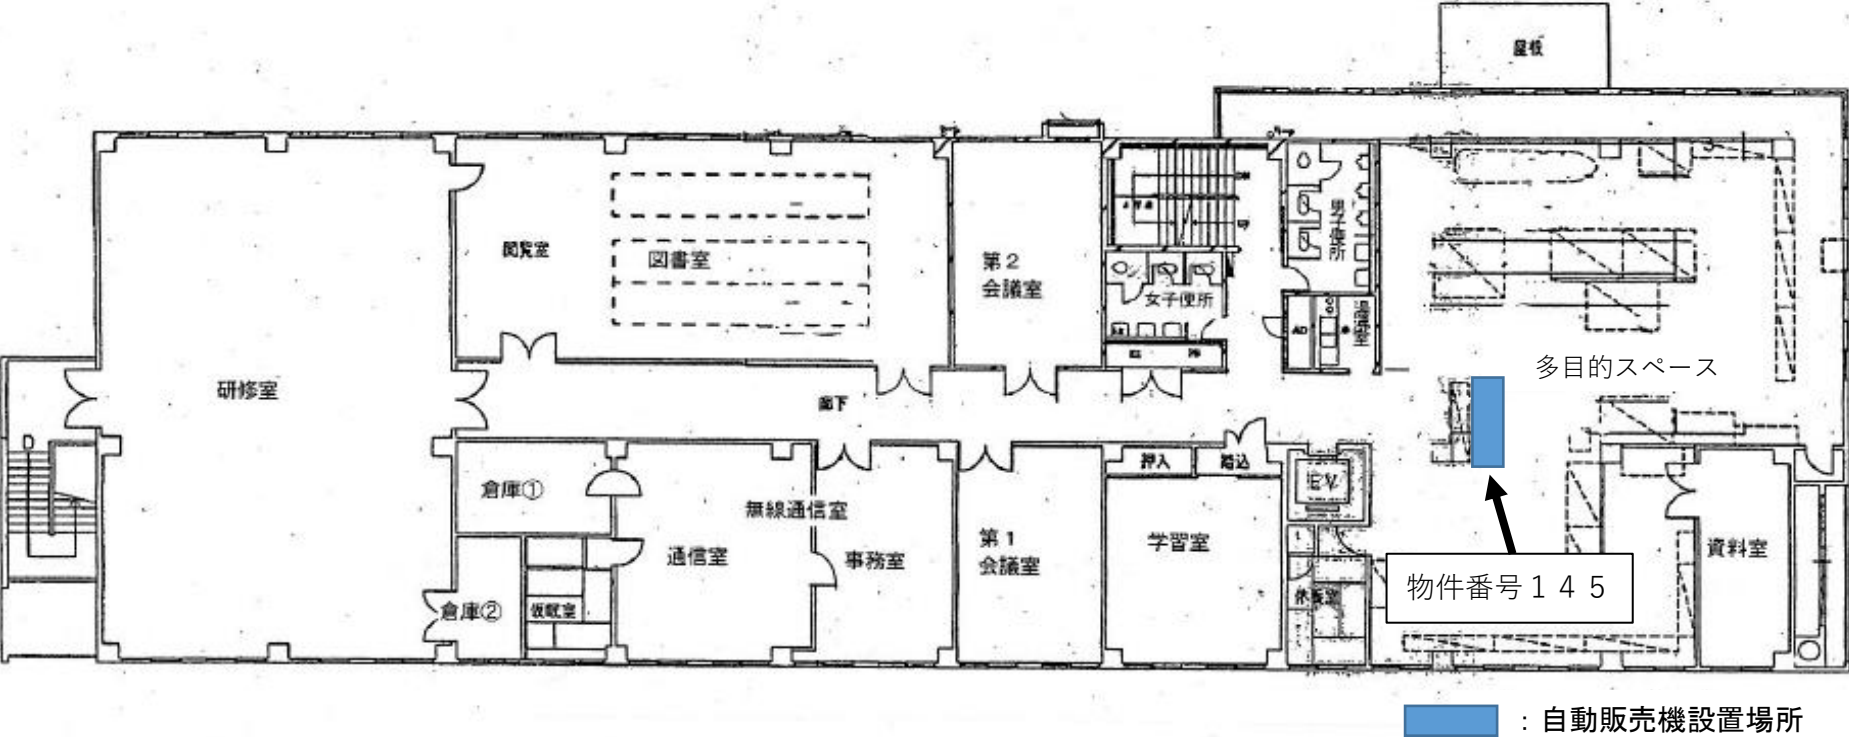 屋根
DN
UP
男子便所
閲覧室
図書室
第２
会議室
女子便所
湯沸室
多目的スペース
研修室
廊下
押入
踏込
EV
倉庫①
無線通信室
通信室
事務室
第１
会議室
学習室
資料室
倉庫②
仮眠室
休養室
物件番号１４５
：自動販売機設置場所